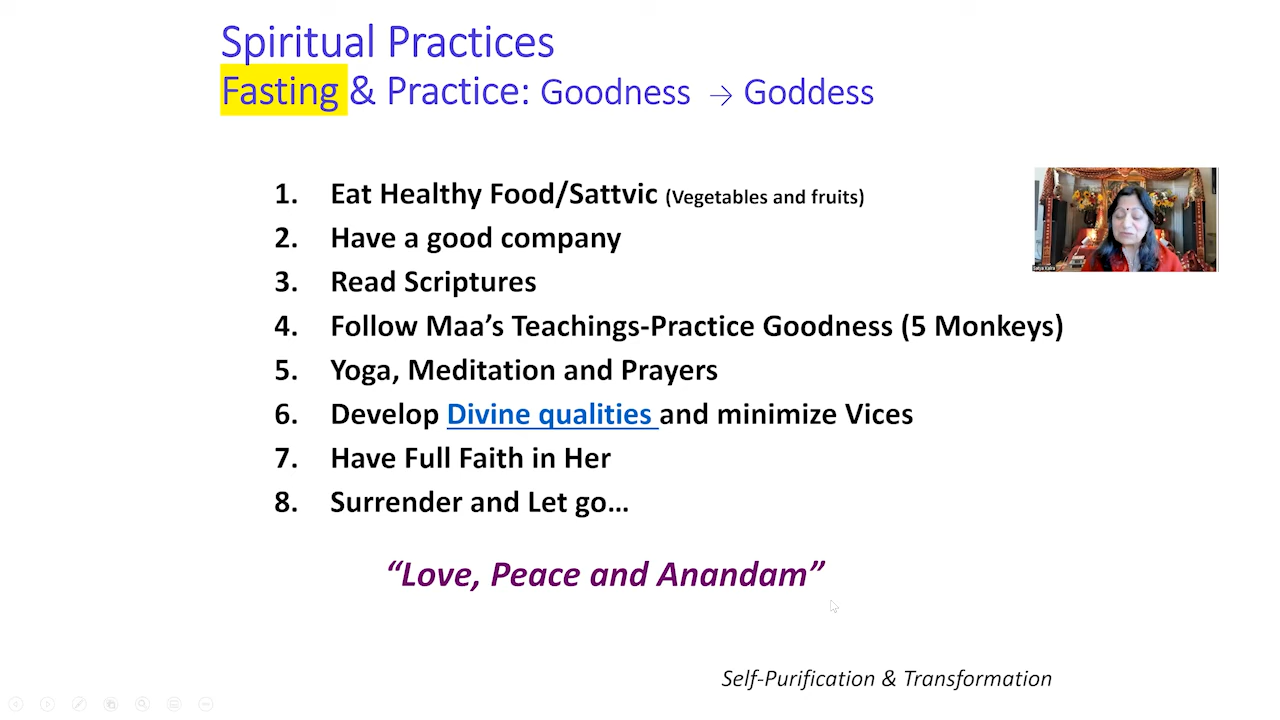 Spiritual Practices
Fasting & Practice: Goodness → Goddess
1. Eat Healthy Food/Sattvic (Vegetables and fruits)
2. Have a good company
3. Read Scriptures
4. Follow Maa’s Teachings-Practice Goodness (5 Monkeys)
5. Yoga, Meditation and Prayers
6. Develop Divine qualities and minimize Vices
7. Have Full Faith in Her
8. Surrender and Let go…
“Love, Peace and Anandam”
Self-Purification & Transformation